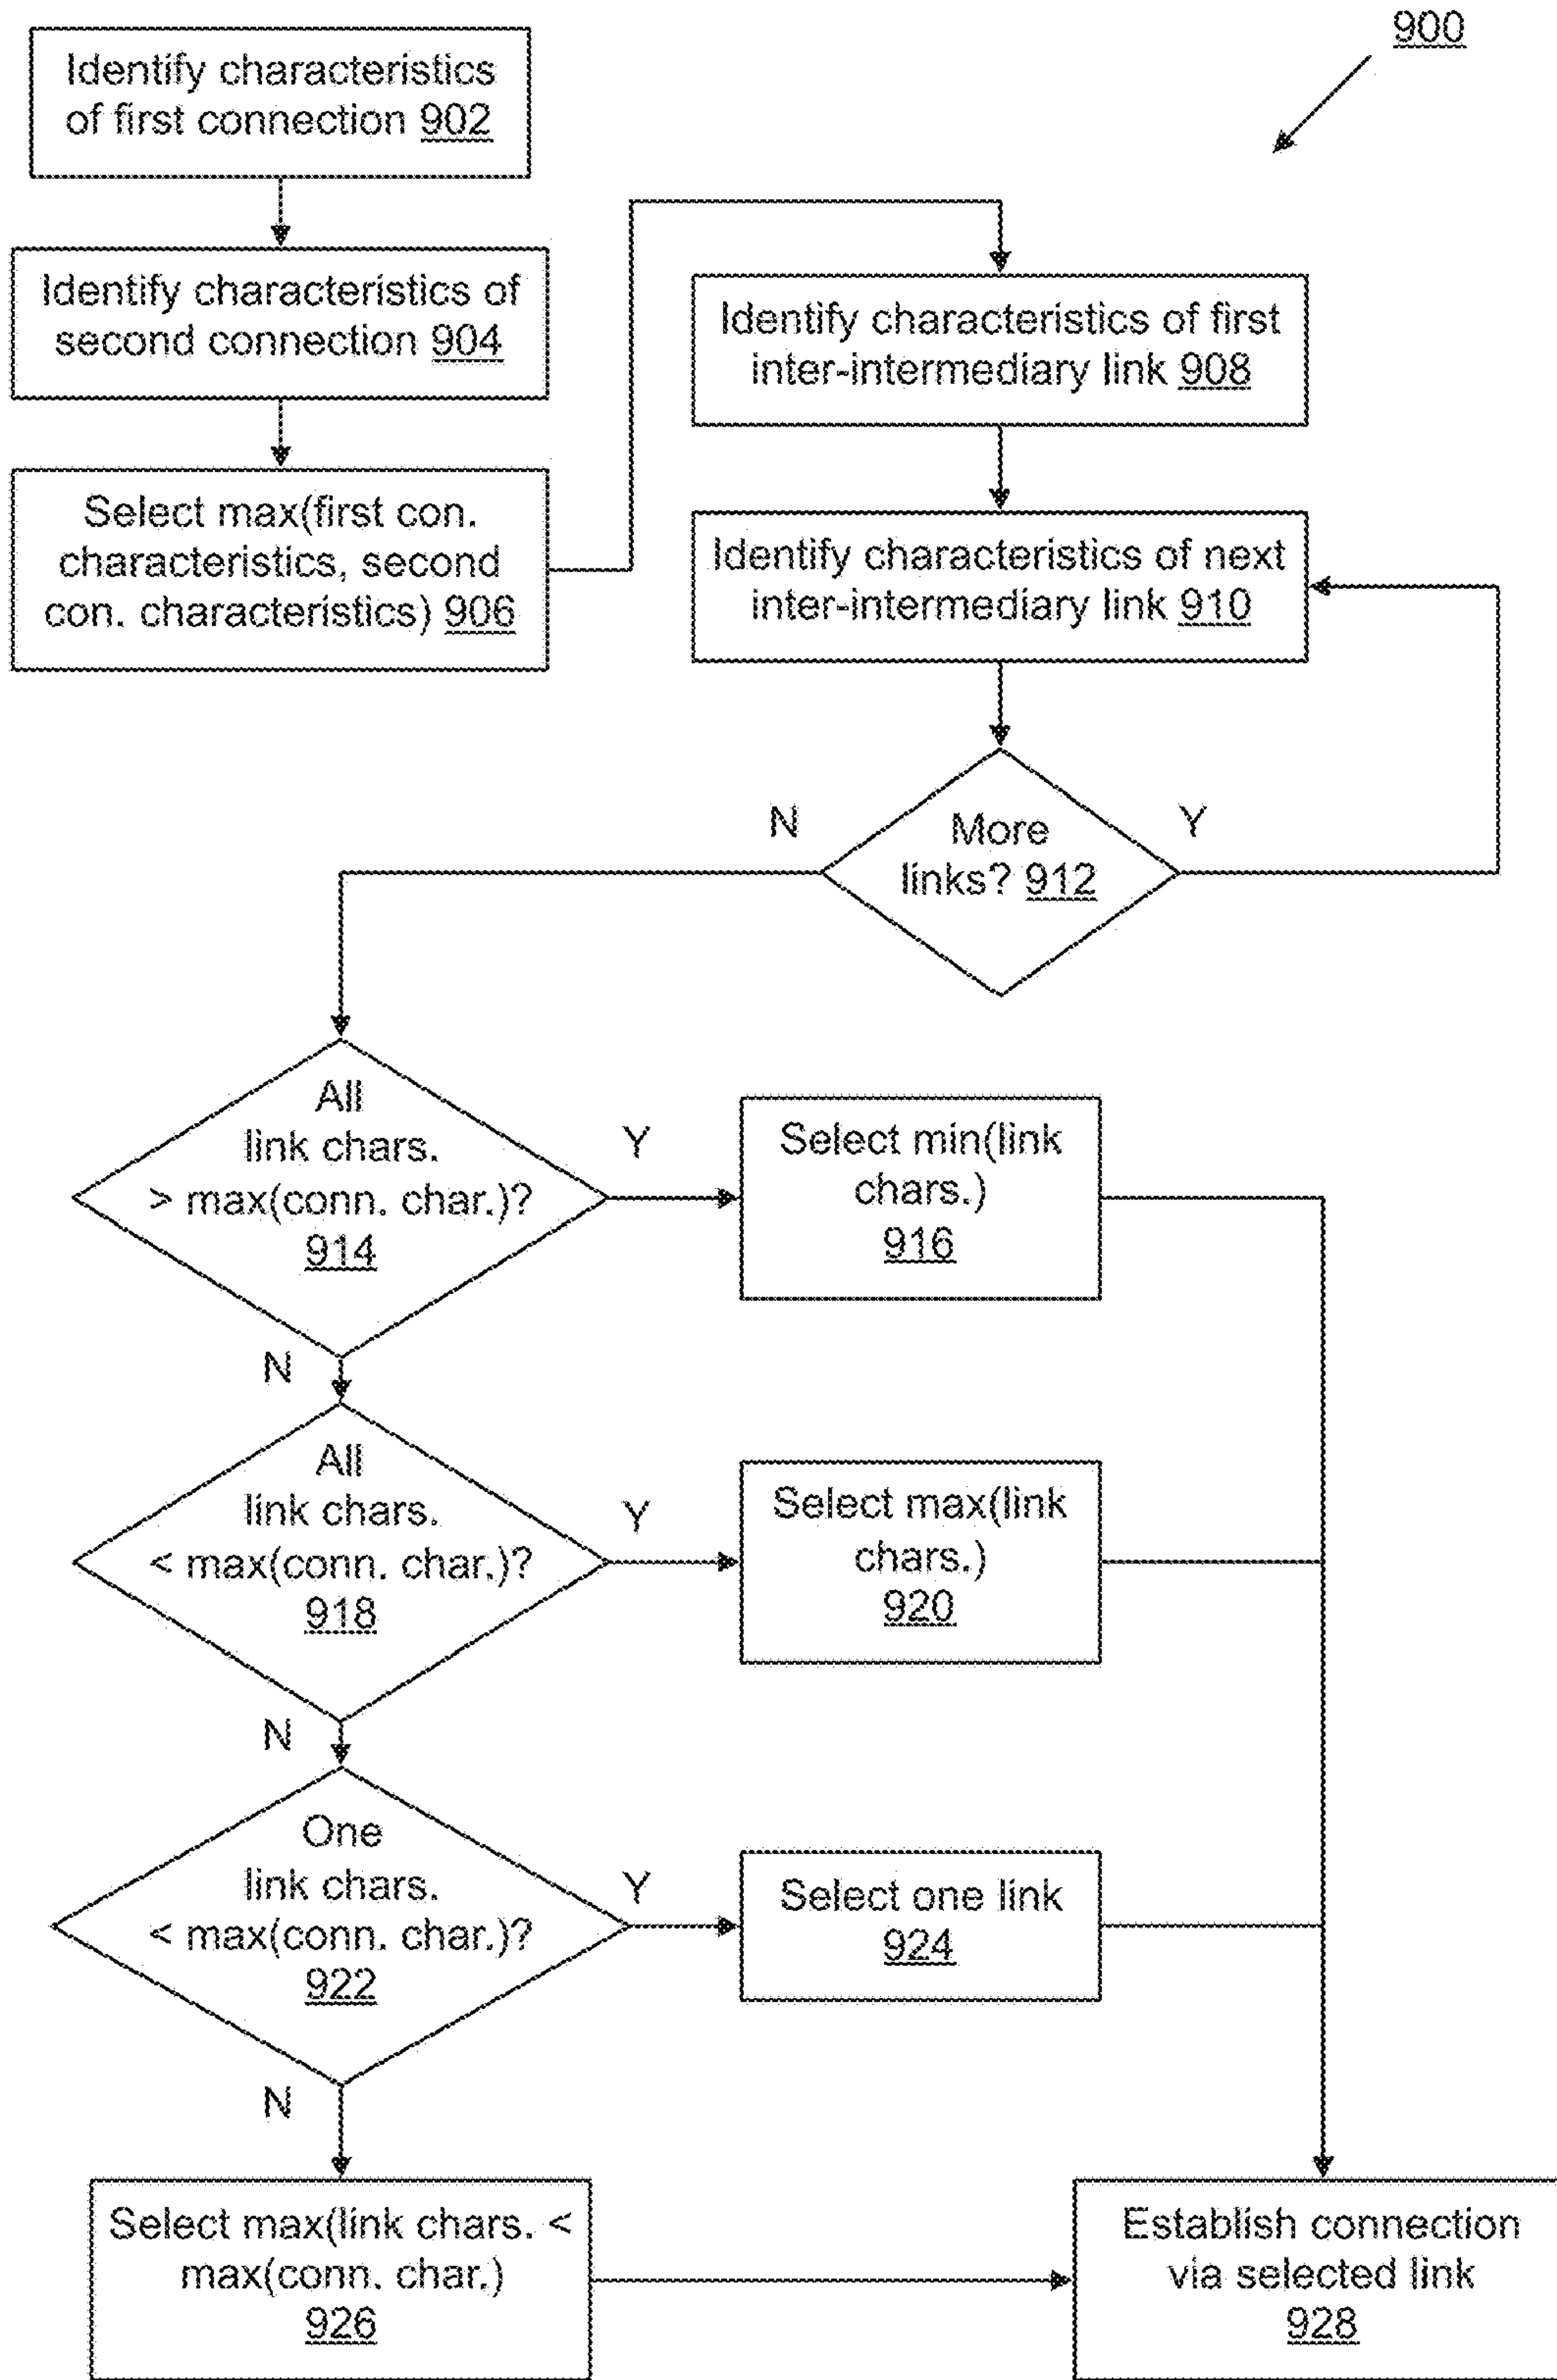 900
Identify characteristics
of first connection 902
Identify characteristics of
second connection 904
Select max(first con.
characteristics, second
con. characteristics) 906
Identify characteristics of first
inter-intermediary link 908
Identify characteristics of next
inter-intermediary link 910
More
links? 912
N
Y
All
link chars.
> max(conn. char.)?
914
Y
N
Select min(link
chars.)
916
All
link chars.
< max(conn. char.)?
918
Y
N
Select max(link
chars.)
920
One
link chars.
< max(conn. char.)?
922
Y
N
Select one link
924
Select max(link chars. <
max(conn. char.)
926
Establish connection
via selected link
928